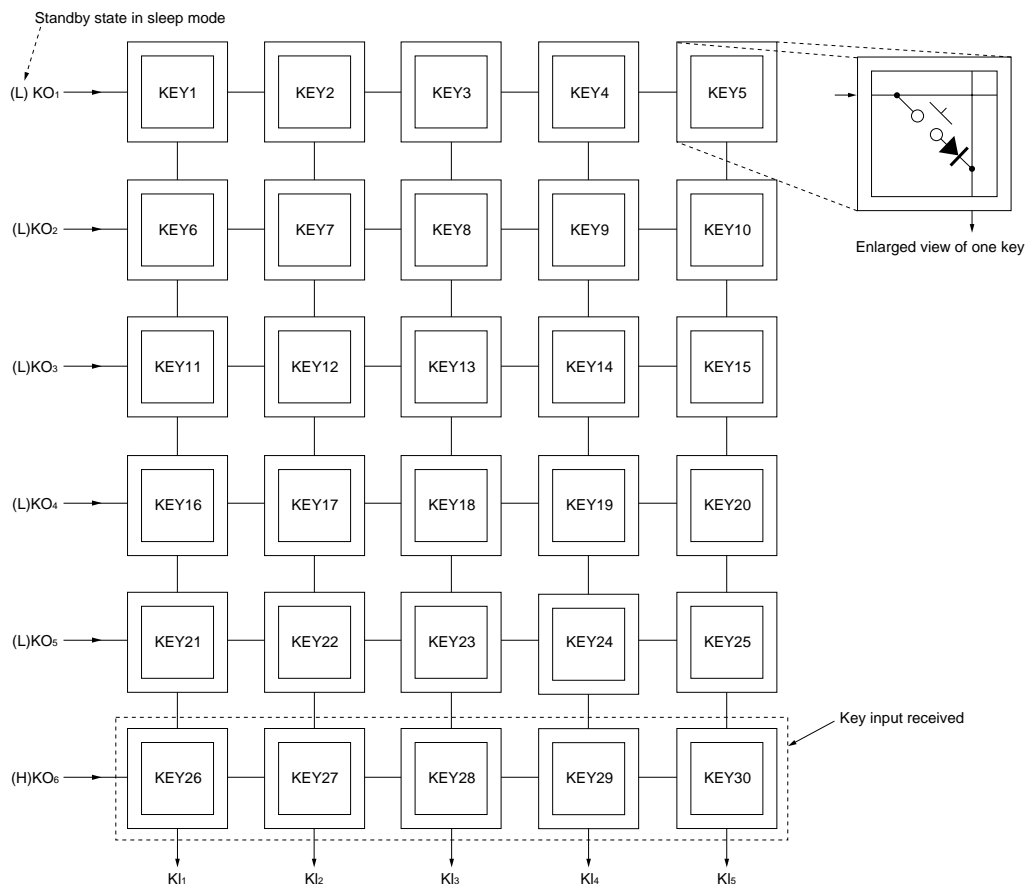 Standby state in sleep mode
(L) KO1 KEY1 KEY2 KEY3 KEY4 KEY5
Enlarged view of one key
(L)KO2 KEY6 KEY7 KEY8 KEY9 KEY10
(L)KO3 KEY11 KEY12 KEY13 KEY14 KEY15
(L)KO4 KEY16 KEY17 KEY18 KEY19 KEY20
(L)KO5 KEY21 KEY22 KEY23 KEY24 KEY25
Key input received
(H)KO6 KEY26 KEY27 KEY28 KEY29 KEY30
KI1 KI2 KI3 KI4 KI5